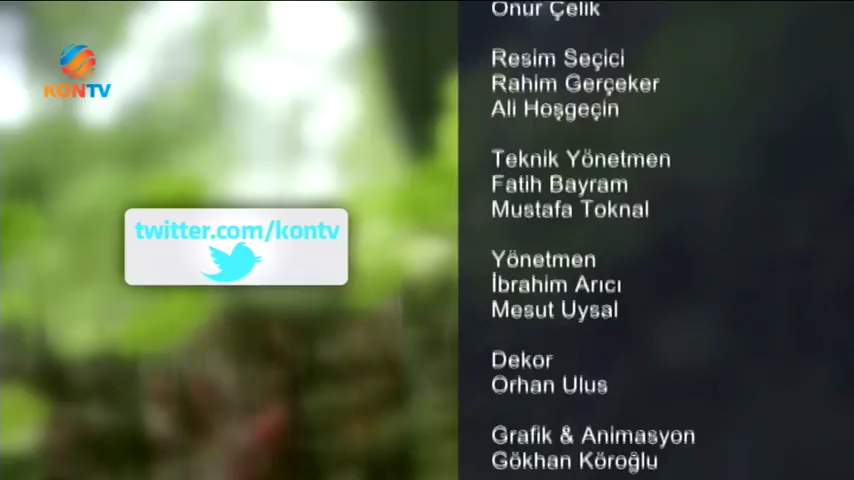 KONTV
twitter.com/kontv
Onur Çelik
Resim Seçici
Rahim Gerçeker
Ali Hoşgeçin
Teknik Yönetmen
Fatih Bayram
Mustafa Toknal
Yönetmen
İbrahim Arıcı
Mesut Uysal
Dekor
Orhan Ulus
Grafik & Animasyon
Gökhan Köroğlu